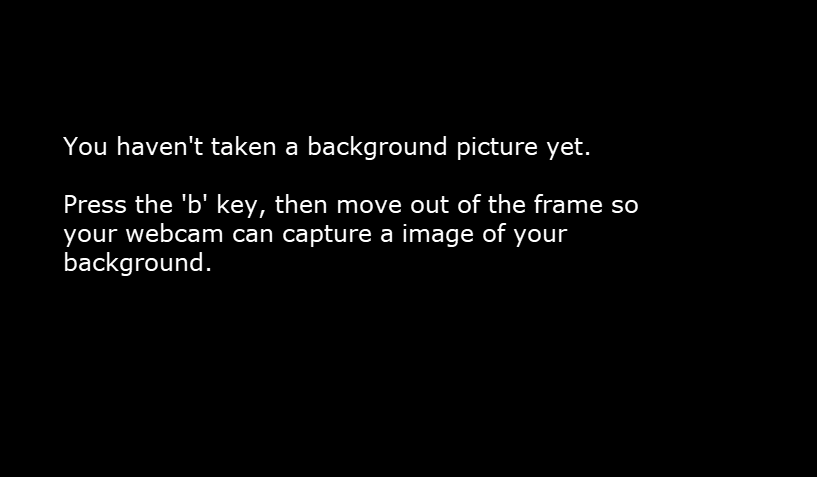 You haven't taken a background picture yet.
Press the 'b' key, then move out of the frame so
your webcam can capture a image of your
background.